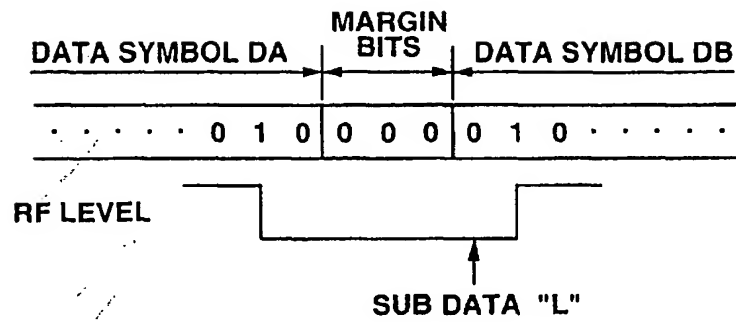 MARGIN
BITS
DATA SYMBOL DA
DATA SYMBOL DB
· · · · · 0 1 0 0 0 0 0 1 0 · · · · ·
RF LEVEL
SUB DATA "L"